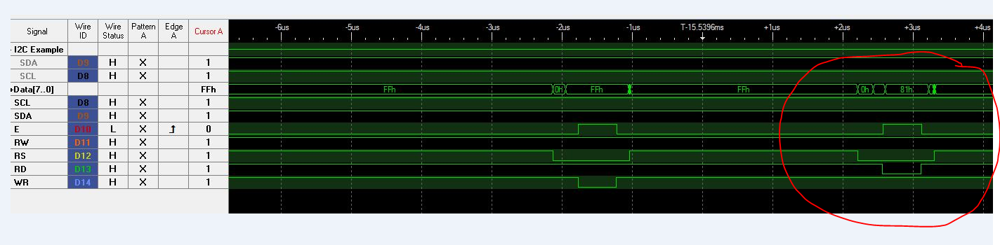 Signal Wire ID Wire Status Pattern A Edge A Cursor A -6us -5us -4us -3us -2us -1us T-15.5396ms +1us +2us +3us +4us
I2C Example
SDA D9 H X 1
SCL D8 H X 1
+Data[7..0] FFh FFh 0h FFh FFh 0h 81h
SCL D8 H X 1
SDA D9 H X 1
E D10 L X 0
RW D11 H X 1
RS D12 H X 1
RD D13 H X 1
WR D14 H X 1